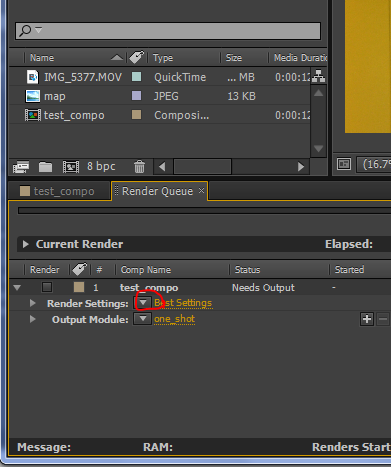 Name Type Size Media Duratio
IMG_5377.MOV QuickTime ... MB 0:00:12
map JPEG 13 KB
test_compo Composi... 0:00:12
8 bpc
(16.7%
test_compo Render Queue ×
Current Render Elapsed:
Render # Comp Name Status Started
1 test_compo Needs Output -
Render Settings: Best Settings
Output Module: one_shot
Message: RAM: Renders Start